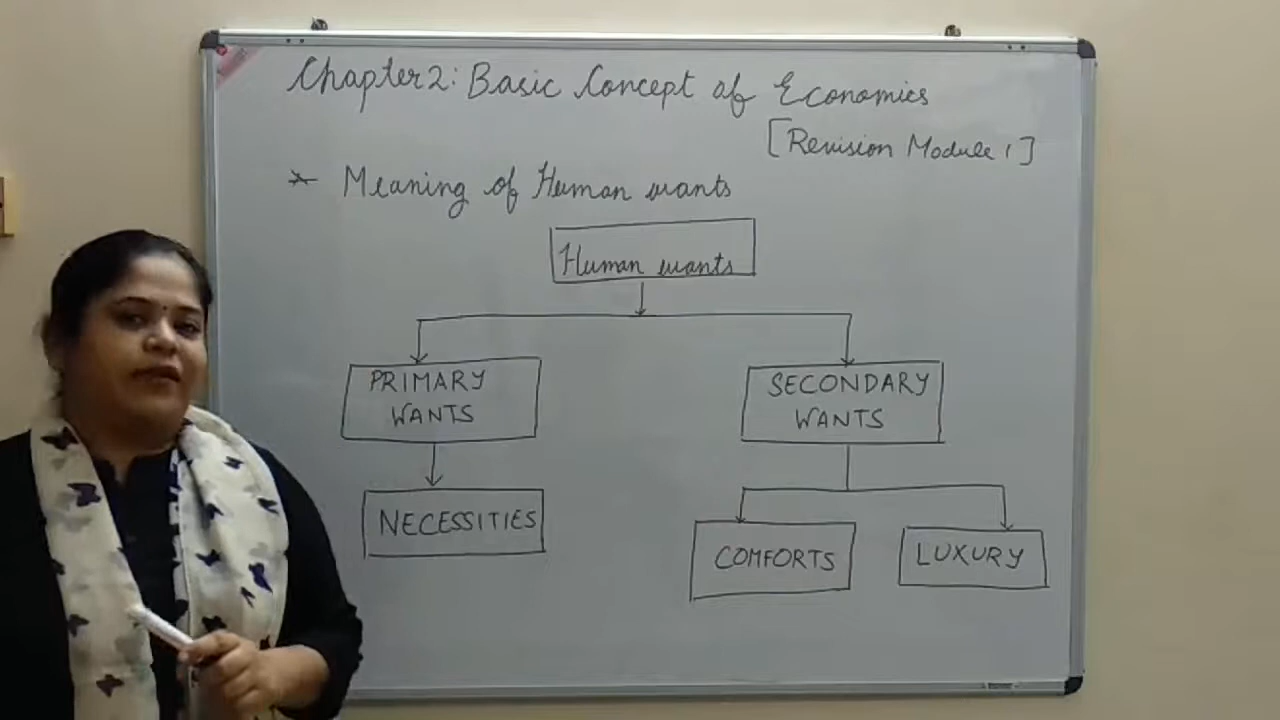 Chapter 2: Basic Concept of Economics
[Revision Module 1]
* Meaning of Human wants
Human wants
PRIMARY
WANTS
SECONDARY
WANTS
NECESSITIES
COMFORTS
LUXURY